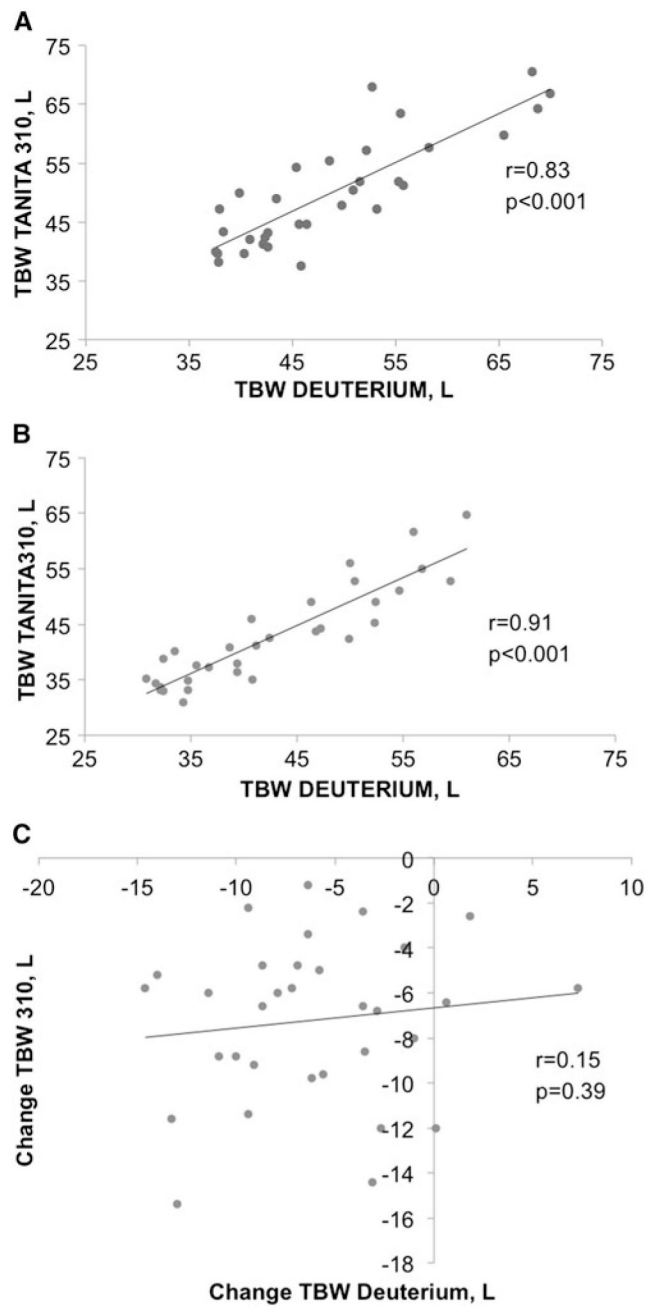 A
75
65
55
45
35
25
25 35 45 55 65 75
TBW TANITA 310, L
r=0.83
p<0.001
TBW DEUTERIUM, L
B
75
65
55
45
35
25
25 35 45 55 65 75
TBW TANITA310, L
r=0.91
p<0.001
TBW DEUTERIUM, L
C
-20 -15 -10 -5 0 5 10
0
-2
-4
-6
-8
-10
-12
-14
-16
-18
Change TBW 310, L
r=0.15
p=0.39
Change TBW Deuterium, L